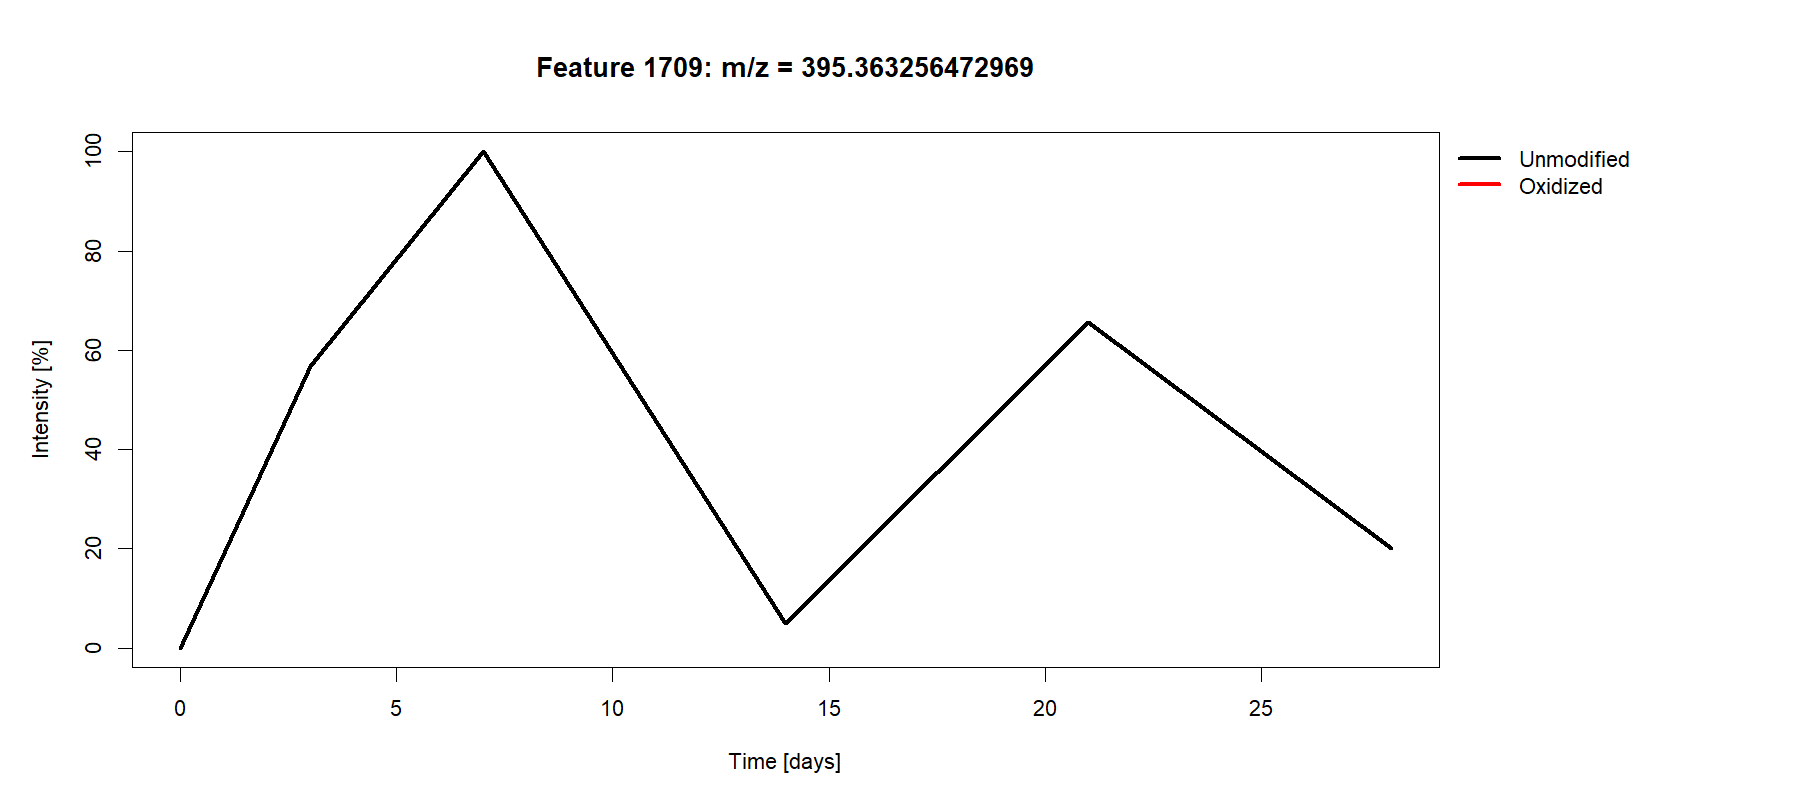 Feature 1709: m/z = 395.363256472969
Unmodified
Oxidized
Intensity [%]
100
80
60
40
20
0
0 5 10 15 20 25
Time [days]